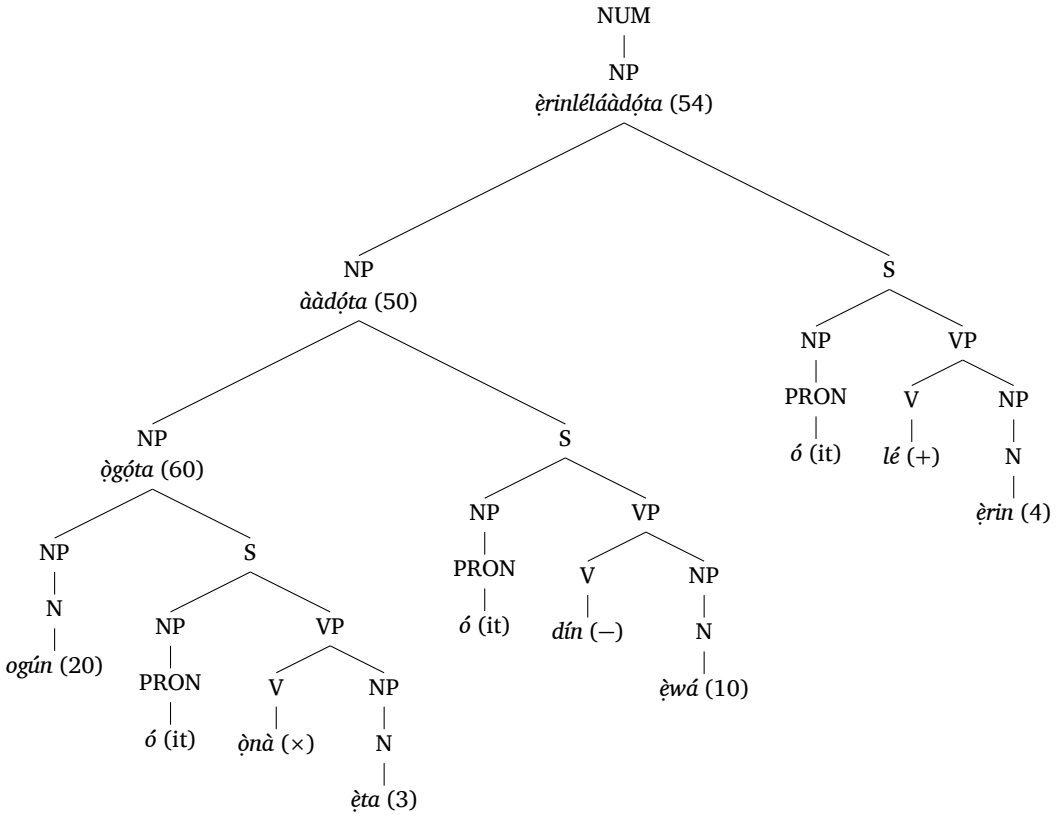 NUM
NP
ẹ̀rinléláàdọ́ta (54)
NP
S
ààdọ́ta (50)
NP
VP
PRON
V
NP
ó (it)
lé (+)
N
ẹ̀rin (4)
NP
S
ọ̀gọ́ta (60)
NP
VP
PRON
V
NP
ó (it)
dín (−)
N
ẹ̀wá (10)
NP
S
N
NP
VP
ogún (20)
PRON
V
NP
ó (it)
ọ̀nà (×)
N
ẹ̀ta (3)